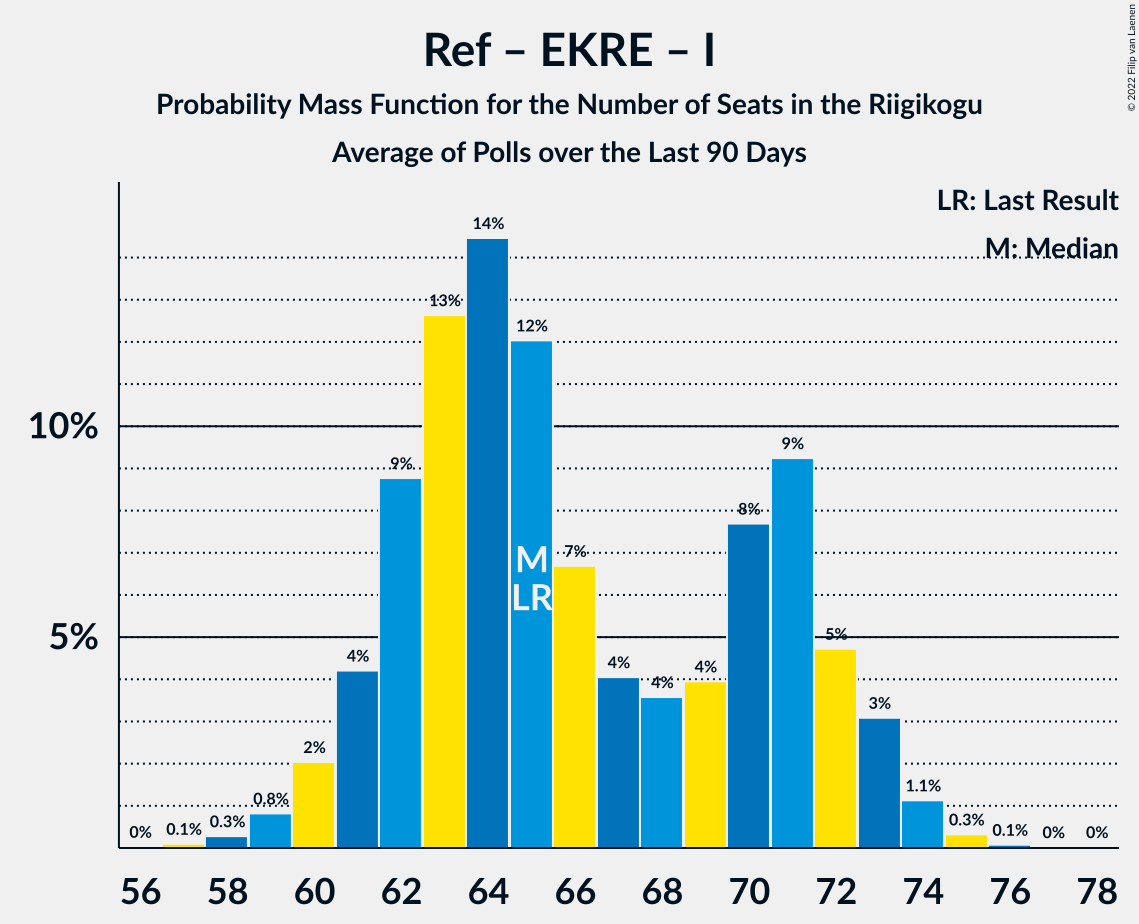 Ref – EKRE – I
Probability Mass Function for the Number of Seats in the Riigikogu
Average of Polls over the Last 90 Days
© 2022 Filip van Laenen
LR: Last Result
M: Median
10%
5%
0%
0.1%
0.3%
0.8%
2%
4%
9%
13%
14%
12%
7%
4%
4%
4%
8%
9%
5%
3%
1.1%
0.3%
0.1%
0%
0%
M
LR
56 58 60 62 64 66 68 70 72 74 76 78